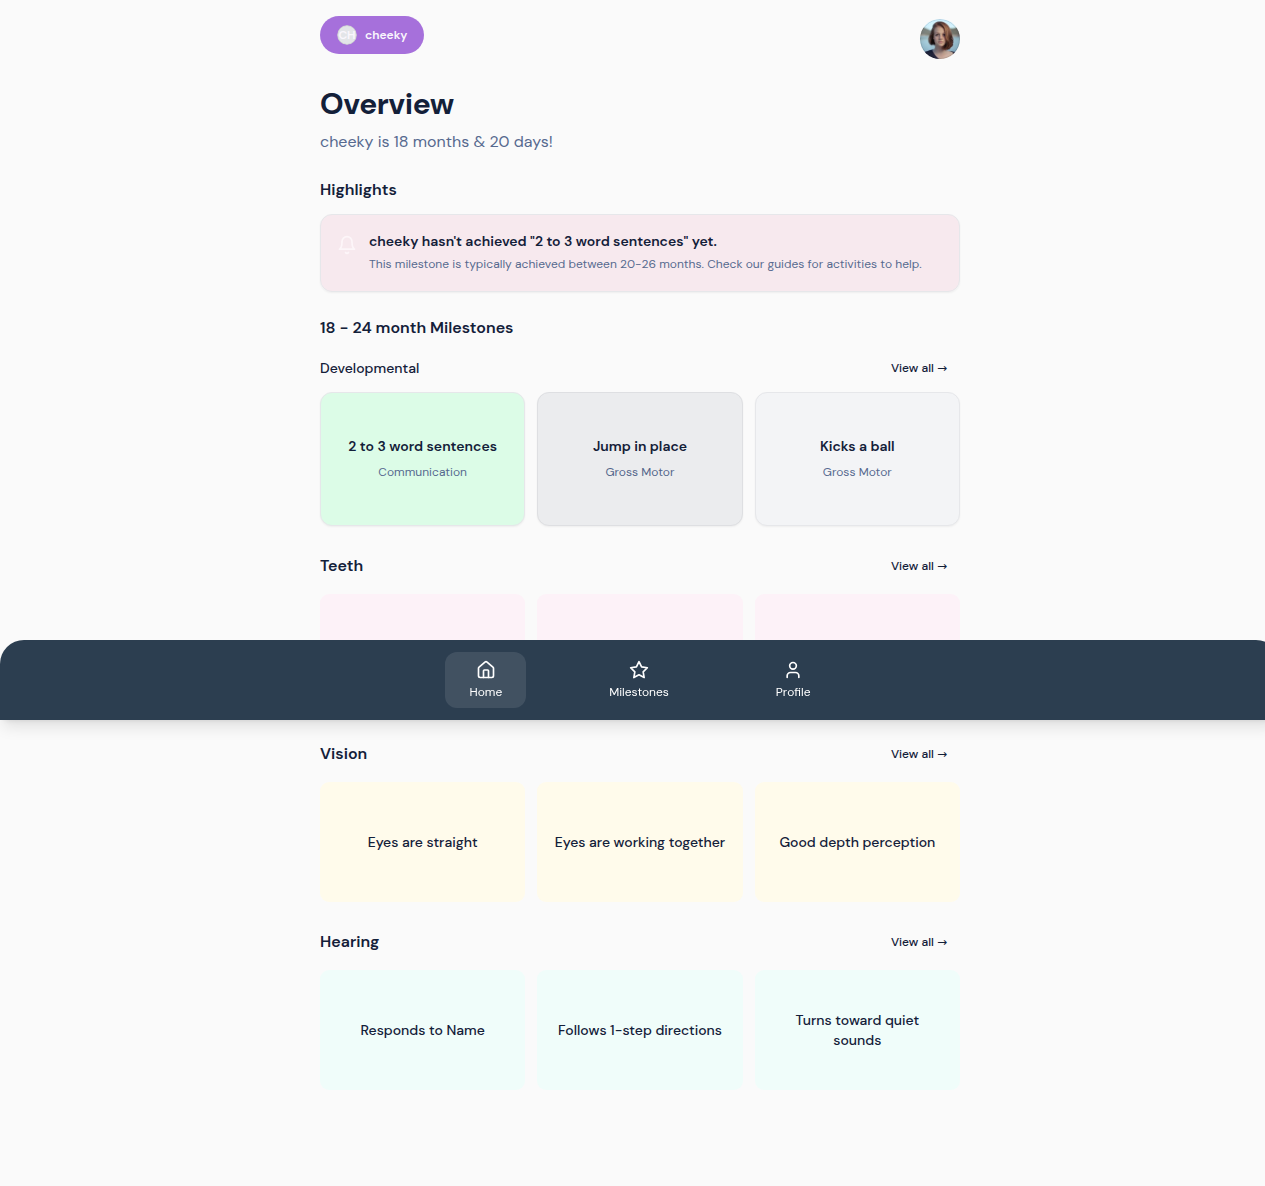 CH cheeky
Overview
cheeky is 18 months & 20 days!
Highlights
cheeky hasn't achieved "2 to 3 word sentences" yet.
This milestone is typically achieved between 20-26 months. Check our guides for activities to help.
18 - 24 month Milestones
Developmental
View all →
2 to 3 word sentences
Communication
Jump in place
Gross Motor
Kicks a ball
Gross Motor
Teeth
View all →
Home
Milestones
Profile
Vision
View all →
Eyes are straight
Eyes are working together
Good depth perception
Hearing
View all →
Responds to Name
Follows 1-step directions
Turns toward quiet
sounds